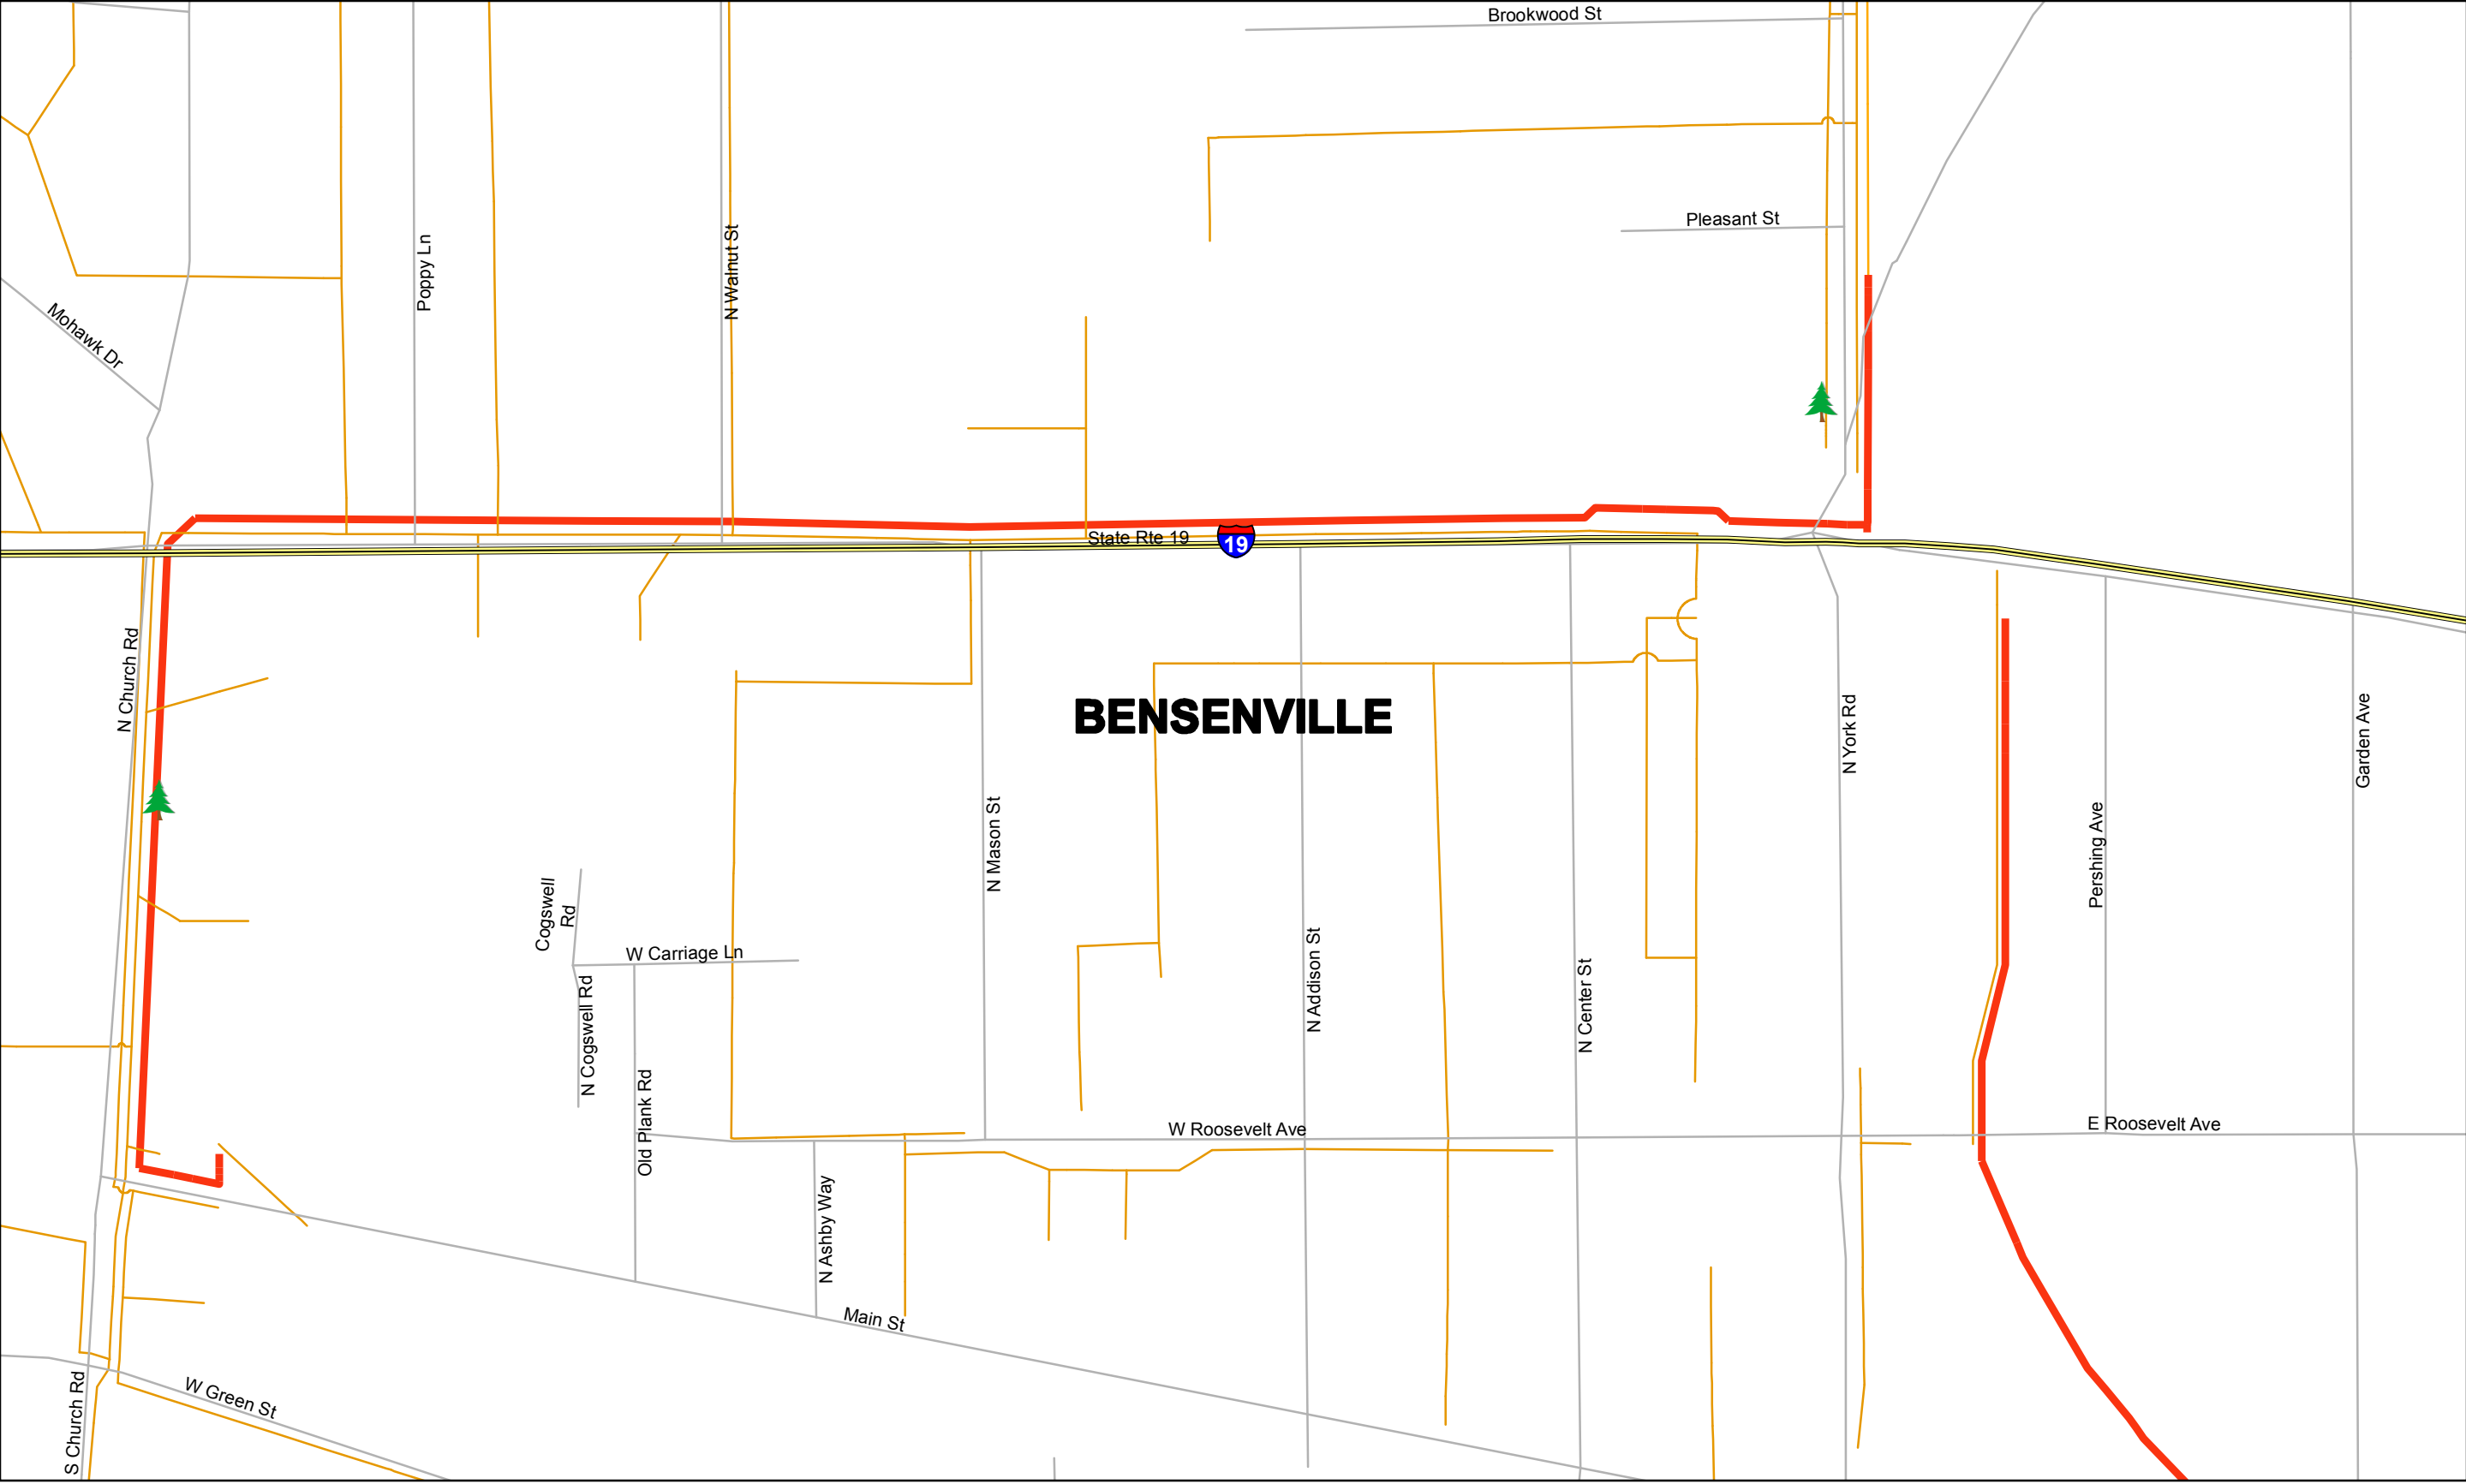 Brookwood St
Pleasant St
Poppy Ln
N Walnut St
Mohawk Dr
State Rte 19
19
N Church Rd
BENSENVILLE
N York Rd
Garden Ave
Pershing Ave
N Mason St
Cogswell
Rd
W Carriage Ln
N Addison St
N Center St
N Cogswell Rd
Old Plank Rd
W Roosevelt Ave
E Roosevelt Ave
N Ashby Way
Main St
W Green St
S Church Rd